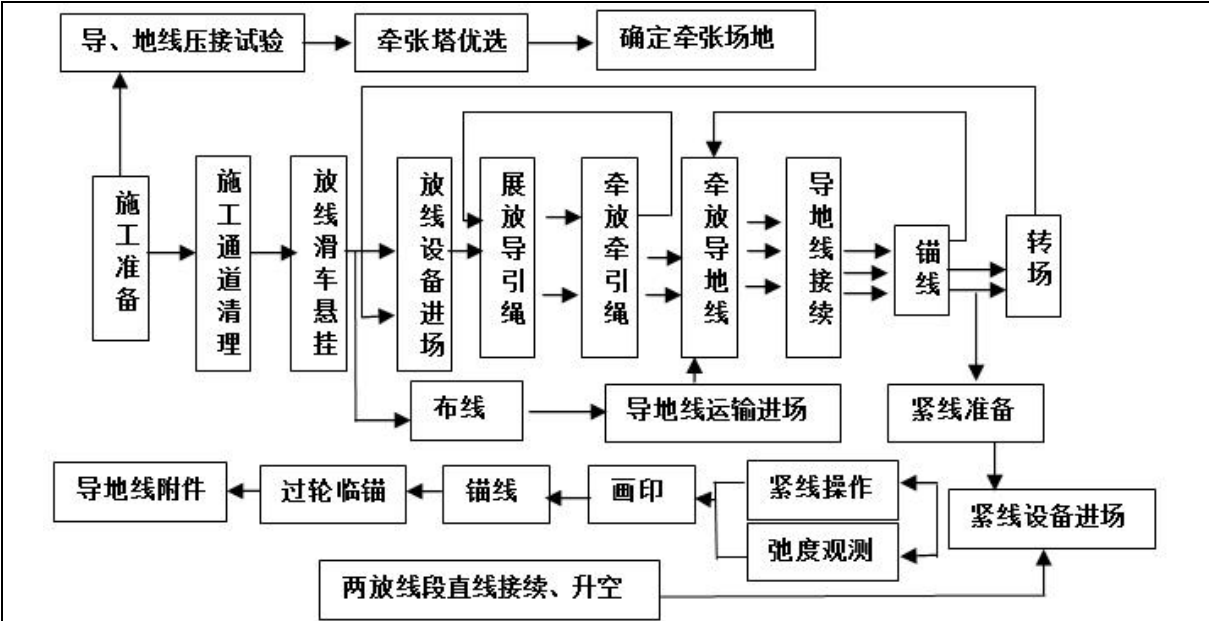 导、地线压接试验
牵张塔优选
确定牵张场地
施工准备
施工通道清理
放线滑车悬挂
放线设备进场
展放导引绳
牵放牵引绳
牵放导地线
导地线接续
锚线
转场
布线
导地线运输进场
紧线准备
导地线附件
过轮临锚
锚线
画印
紧线操作
弛度观测
紧线设备进场
两放线段直线接续、升空